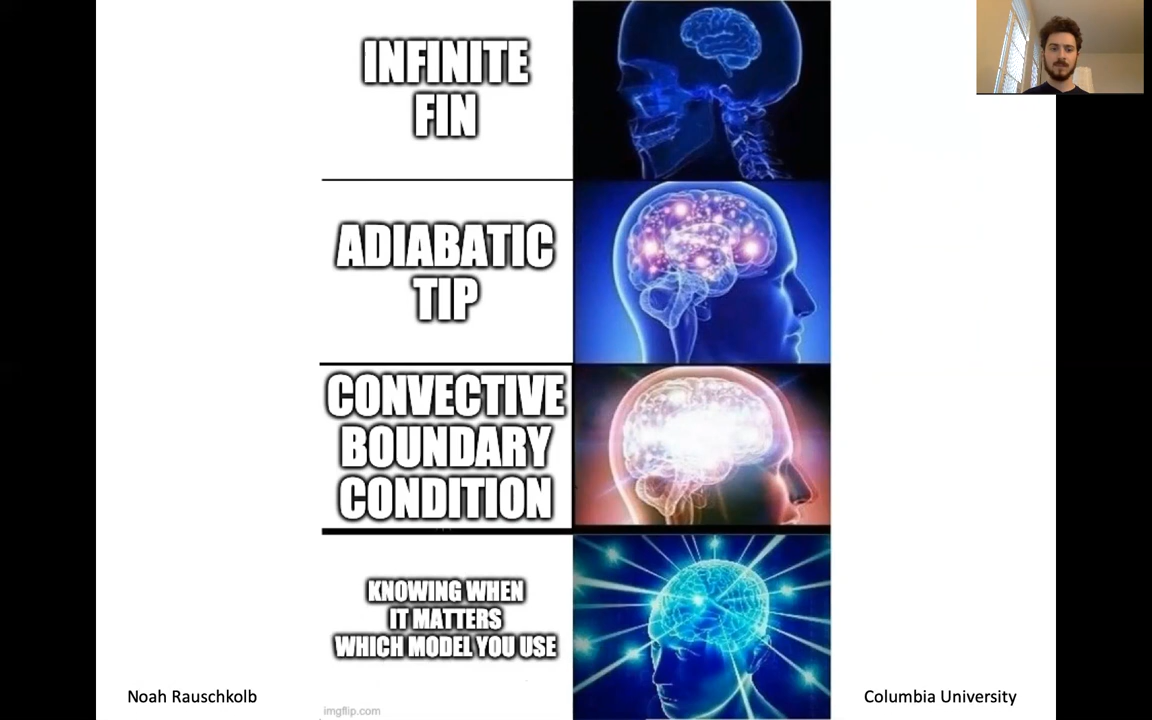 INFINITE
FIN
ADIABATIC
TIP
CONVECTIVE
BOUNDARY
CONDITION
KNOWING WHEN
IT MATTERS
WHICH MODEL YOU USE
imgflip.com
Noah Rauschkolb
Columbia University